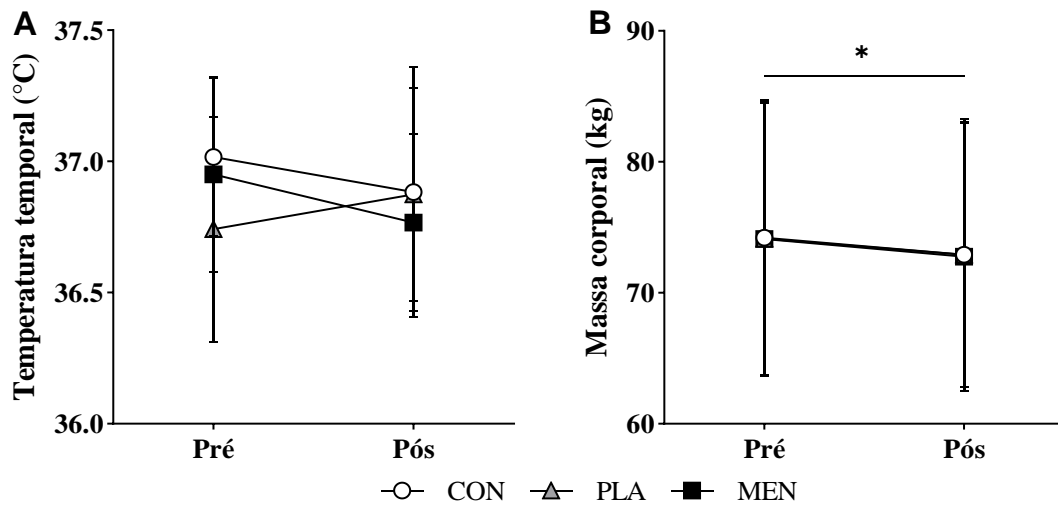 A
Temperatura temporal (°C)
37.5
37.0
36.5
36.0
Pré
Pós
B
*
Massa corporal (kg)
90
80
70
60
Pré
Pós
CON
PLA
MEN